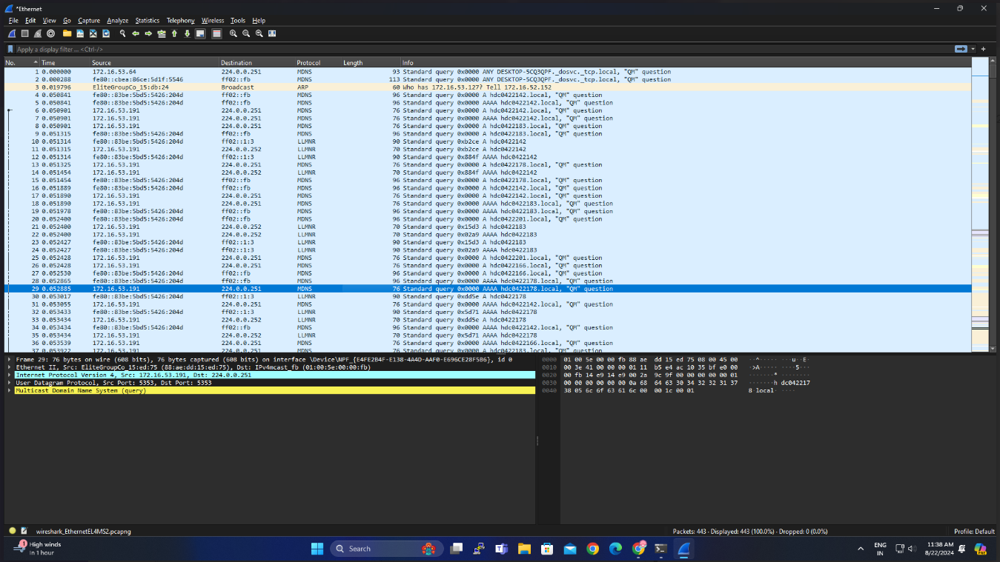 *Ethernet
File Edit View Go Capture Analyze Statistics Telephony Wireless Tools Help
Apply a display filter ... <Ctrl-/>
No. Time Source Destination Protocol Length Info
1 0.000000 172.16.53.64 224.0.0.251 MDNS 93 Standard query 0x0000 ANY DESKTOP-5CQ3QPF._dosvc._tcp.local, "QM" question
2 0.000288 fe80::cbea:86ce:5d1f:5546 ff02::fb MDNS 113 Standard query 0x0000 ANY DESKTOP-5CQ3QPF._dosvc._tcp.local, "QM" question
3 0.019796 EliteGroupCo_15:db:24 Broadcast ARP 60 Who has 172.16.53.127? Tell 172.16.52.152
4 0.050841 fe80::83be:5bd5:5426:204d ff02::fb MDNS 96 Standard query 0x0000 A hdc0422142.local, "QM" question
5 0.050841 fe80::83be:5bd5:5426:204d ff02::fb MDNS 96 Standard query 0x0000 AAAA hdc0422142.local, "QM" question
6 0.050901 172.16.53.191 224.0.0.251 MDNS 76 Standard query 0x0000 A hdc0422142.local, "QM" question
7 0.050901 172.16.53.191 224.0.0.251 MDNS 76 Standard query 0x0000 AAAA hdc0422142.local, "QM" question
8 0.050901 172.16.53.191 224.0.0.251 MDNS 76 Standard query 0x0000 A hdc0422183.local, "QM" question
9 0.051315 fe80::83be:5bd5:5426:204d ff02::fb MDNS 96 Standard query 0x0000 A hdc0422183.local, "QM" question
10 0.051314 fe80::83be:5bd5:5426:204d ff02::1:3 LLMNR 90 Standard query 0xb2ce A hdc0422142
11 0.051315 172.16.53.191 224.0.0.252 LLMNR 70 Standard query 0xb2ce A hdc0422142
12 0.051314 fe80::83be:5bd5:5426:204d ff02::1:3 LLMNR 90 Standard query 0x884f AAAA hdc0422142
13 0.051325 172.16.53.191 224.0.0.251 MDNS 76 Standard query 0x0000 A hdc0422178.local, "QM" question
14 0.051454 172.16.53.191 224.0.0.252 LLMNR 70 Standard query 0x884f AAAA hdc0422142
15 0.051454 fe80::83be:5bd5:5426:204d ff02::fb MDNS 96 Standard query 0x0000 A hdc0422178.local, "QM" question
16 0.051889 fe80::83be:5bd5:5426:204d ff02::fb MDNS 96 Standard query 0x0000 A hdc0422142.local, "QM" question
17 0.051890 172.16.53.191 224.0.0.251 MDNS 76 Standard query 0x0000 A hdc0422142.local, "QM" question
18 0.051890 172.16.53.191 224.0.0.251 MDNS 76 Standard query 0x0000 AAAA hdc0422183.local, "QM" question
19 0.051978 fe80::83be:5bd5:5426:204d ff02::fb MDNS 96 Standard query 0x0000 AAAA hdc0422183.local, "QM" question
20 0.052400 fe80::83be:5bd5:5426:204d ff02::fb MDNS 96 Standard query 0x0000 A hdc0422201.local, "QM" question
21 0.052400 172.16.53.191 224.0.0.252 LLMNR 70 Standard query 0x15d3 A hdc0422183
22 0.052400 172.16.53.191 224.0.0.252 LLMNR 70 Standard query 0x02a9 AAAA hdc0422183
23 0.052427 fe80::83be:5bd5:5426:204d ff02::1:3 LLMNR 90 Standard query 0x15d3 A hdc0422183
24 0.052427 fe80::83be:5bd5:5426:204d ff02::1:3 LLMNR 90 Standard query 0x02a9 AAAA hdc0422183
25 0.052428 172.16.53.191 224.0.0.251 MDNS 76 Standard query 0x0000 A hdc0422201.local, "QM" question
26 0.052428 172.16.53.191 224.0.0.251 MDNS 76 Standard query 0x0000 A hdc0422166.local, "QM" question
27 0.052530 fe80::83be:5bd5:5426:204d ff02::fb MDNS 96 Standard query 0x0000 A hdc0422166.local, "QM" question
28 0.052865 fe80::83be:5bd5:5426:204d ff02::fb MDNS 96 Standard query 0x0000 AAAA hdc0422178.local, "QM" question
29 0.052885 172.16.53.191 224.0.0.251 MDNS 76 Standard query 0x0000 AAAA hdc0422178.local, "QM" question
30 0.053017 fe80::83be:5bd5:5426:204d ff02::1:3 LLMNR 90 Standard query 0xdd5e A hdc0422178
31 0.053055 172.16.53.191 224.0.0.251 MDNS 76 Standard query 0x0000 AAAA hdc0422142.local, "QM" question
32 0.053433 fe80::83be:5bd5:5426:204d ff02::1:3 LLMNR 90 Standard query 0x5d71 AAAA hdc0422178
33 0.053434 172.16.53.191 224.0.0.252 LLMNR 70 Standard query 0xdd5e A hdc0422178
34 0.053434 fe80::83be:5bd5:5426:204d ff02::fb MDNS 96 Standard query 0x0000 AAAA hdc0422142.local, "QM" question
35 0.053434 172.16.53.191 224.0.0.252 LLMNR 70 Standard query 0x5d71 AAAA hdc0422178
36 0.053539 172.16.53.191 224.0.0.251 MDNS 76 Standard query 0x0000 AAAA hdc0422166.local, "QM" question
37 0.053922 172.16.53.191 224.0.0.251 MDNS 76 Standard query 0x0000 AAAA hdc0422183.local, "QM" question
Frame 29: 76 bytes on wire (608 bits), 76 bytes captured (608 bits) on interface \Device\NPF_{E4FE2B4F-E138-4A4D-AAF0-E696CE28F5B6}, id 0
Ethernet II, Src: EliteGroupCo_15:ed:75 (88:ae:dd:15:ed:75), Dst: IPv4mcast_fb (01:00:5e:00:00:fb)
Internet Protocol Version 4, Src: 172.16.53.191, Dst: 224.0.0.251
User Datagram Protocol, Src Port: 5353, Dst Port: 5353
Multicast Domain Name System (query)
0000 01 00 5e 00 00 fb 88 ae dd 15 ed 75 08 00 45 00 ··^····· ···u··E·
0010 00 3e 41 00 00 00 01 11 b5 e4 ac 10 35 bf e0 00 ·>A····· ····5···
0020 00 fb 14 e9 14 e9 00 2a 9c 9f 00 00 00 00 00 01 ·······* ········
0030 00 00 00 00 00 00 0a 68 64 63 30 34 32 32 31 37 ·······h dc042217
0040 38 05 6c 6f 63 61 6c 00 00 1c 00 01 8·local· ····
wireshark_EthernetEL4MS2.pcapng
Packets: 443 · Displayed: 443 (100.0%) · Dropped: 0 (0.0%)
Profile: Default
1
High winds
In 1 hour
Search
ENG
IN
11:38 AM
8/22/2024